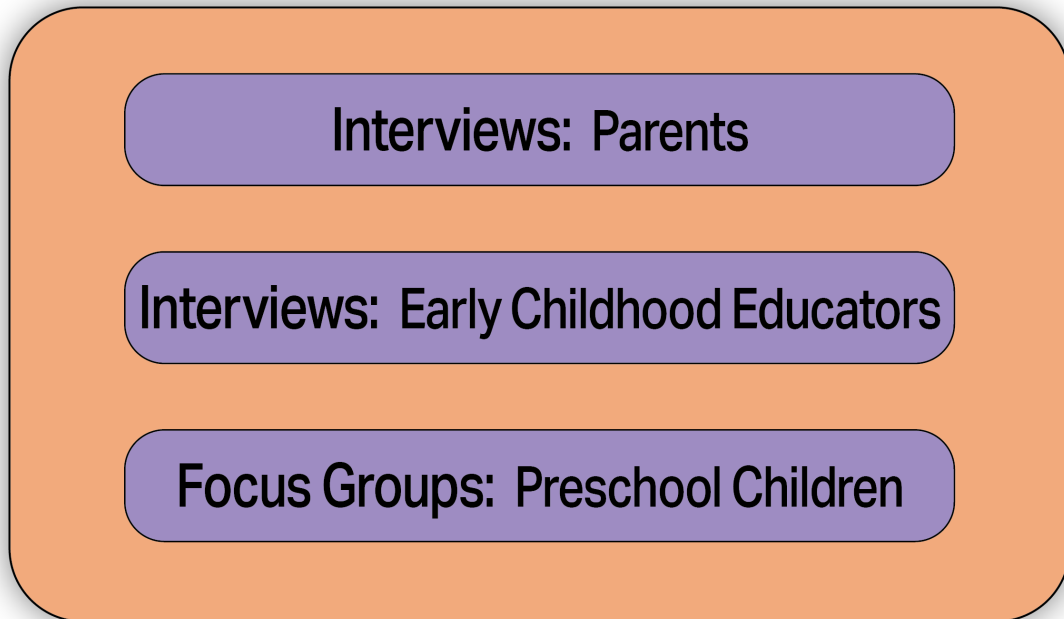 Interviews: Parents
Interviews: Early Childhood Educators
Focus Groups: Preschool Children